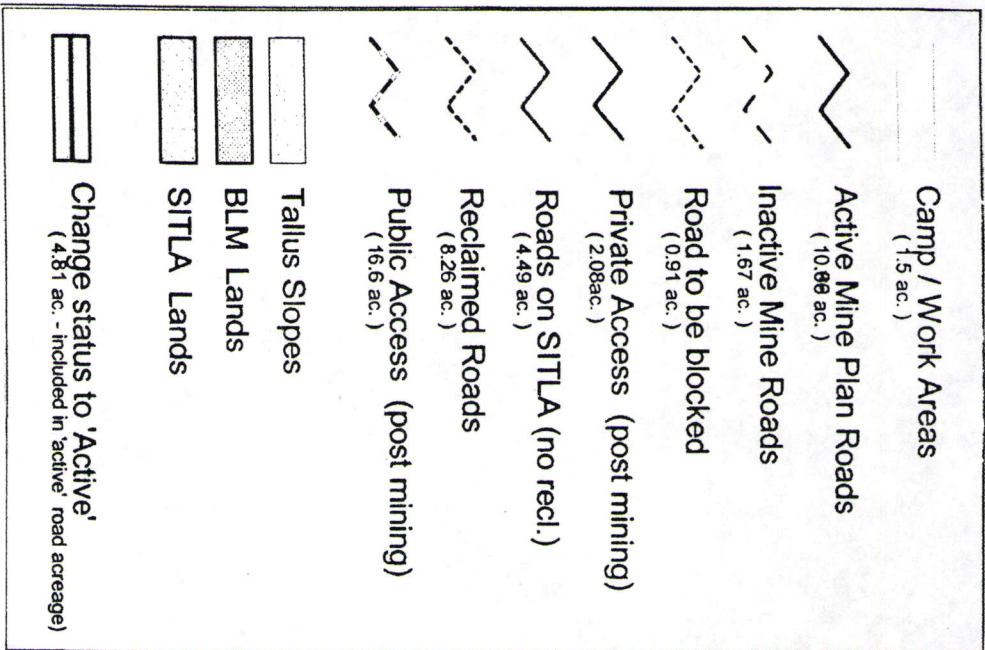 Camp / Work Areas
( 1.5 ac. )
Active Mine Plan Roads
ac. )
Inactive Mine Roads
( 1.67 ac. )
Road to be blocked
( 0.91 ac. )
Private Access (post mining)
( 2.08ac. )
Roads on SITLA (no recl.)
( 4.49 ac. )
Reclaimed Roads
( 8.26 ac. )
Public Access (post mining)
( 16.6 ac. )
Tallus Slopes
BLM Lands
SITLA Lands
Change status to 'Active'
( 4.81 ac. - included in 'active' road acreage)